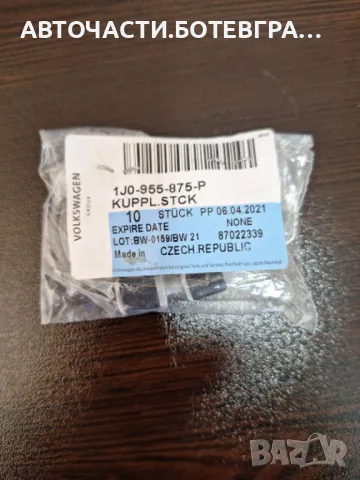 АВТОЧАСТИ.БОТЕВГРА...
VOLKSWAGEN
GROUP
1J0-955-875-P
KUPPL.STCK
10 STÜCK PP 06.04.2021
EXPIRE DATE NONE
LOT:BW-0159/BW 21 87022339
Made in CZECH REPUBLIC
BAZAR